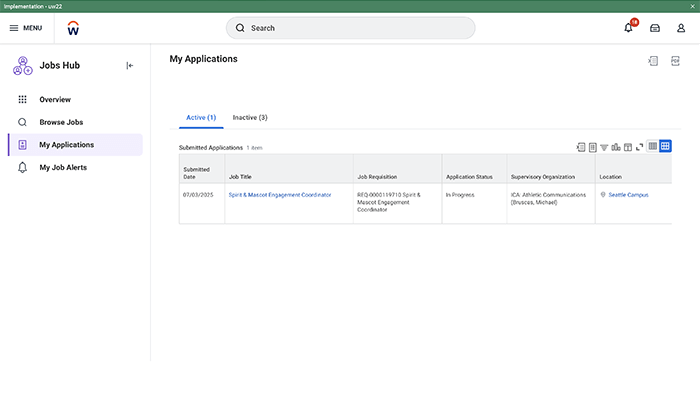 Implementation - uw22
MENU
Search
18
Jobs Hub
Overview
Browse Jobs
My Applications
My Job Alerts
My Applications
PDF
Active (1)
Inactive (3)
Submitted Applications 1 item
Submitted Date
Job Title
Job Requisition
Application Status
Supervisory Organization
Location
07/03/2025
Spirit & Mascot Engagement Coordinator
REQ-0000119710 Spirit &
Mascot Engagement
Coordinator
In Progress
ICA: Athletic Communications
(Bruscas, Michael)
Seattle Campus